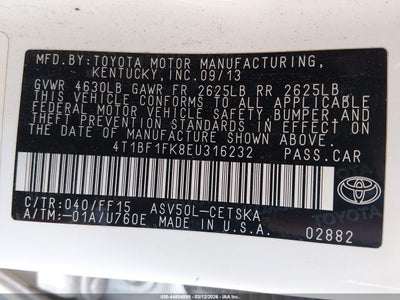 MFD.BY:TOYOTA MOTOR MANUFACTURING,
KENTUCKY,INC.09/13
GVWR 4630LB GAWR FR 2625LB RR 2625LB
THIS VEHICLE CONFORMS TO ALL APPLICABLE
FEDERAL MOTOR VEHICLE SAFETY,BUMPER,AND
THEFT PREVENTION STANDARDS IN EFFECT
ON THE DATE OF MANUFACTURE SHOWN ABOVE.
4T1BF1FK8EU316232 PASS.CAR
C/TR:040/FF15 ASV50L-CETSKA
A/TM:-01A/U760E MADE IN U.S.A.
TOYOTA
02882